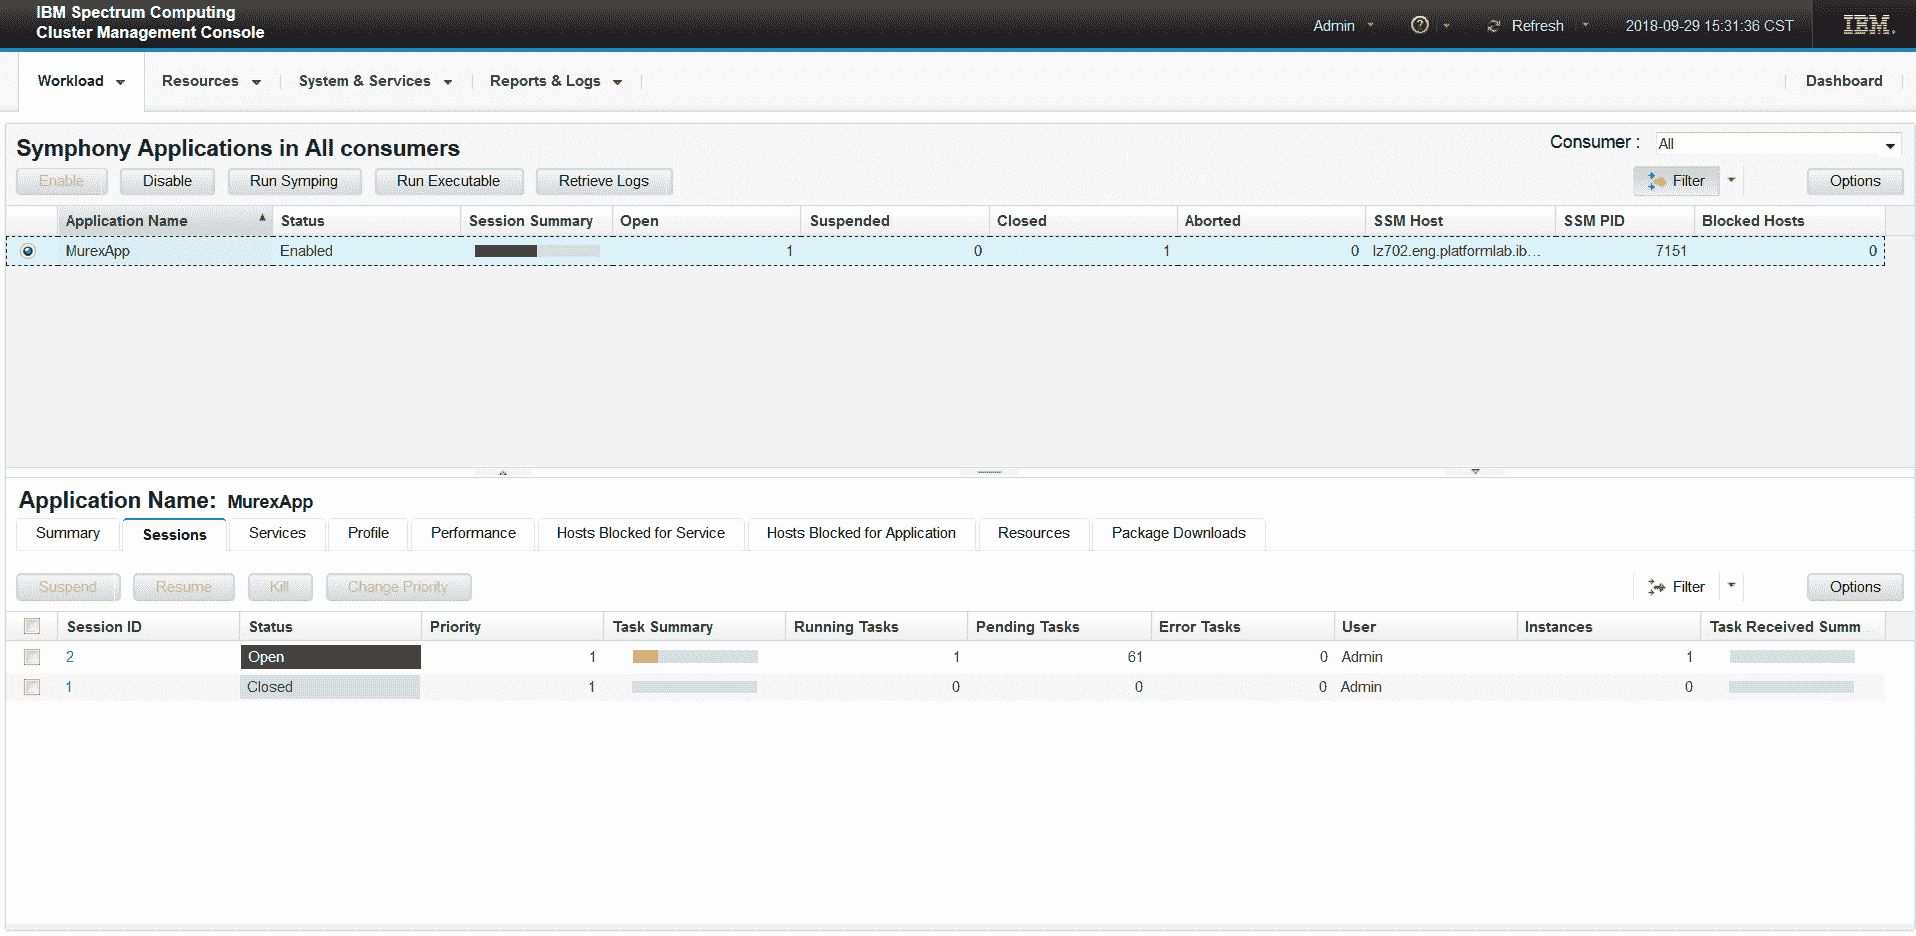 IBM Spectrum Computing
Cluster Management Console
Admin Refresh 2018-09-29 15:31:36 CST IBM.
Workload Resources System & Services Reports & Logs Dashboard
Symphony Applications in All consumers
Consumer : All
Enable Disable Run Symping Run Executable Retrieve Logs Filter Options
Application Name Status Session Summary Open Suspended Closed Aborted SSM Host SSM PID Blocked Hosts
MurexApp Enabled 1 0 1 0 lz702.eng.platformlab.ib... 7151 0
Application Name: MurexApp
Summary Sessions Services Profile Performance Hosts Blocked for Service Hosts Blocked for Application Resources Package Downloads
Suspend Resume Kill Change Priority Filter Options
Session ID Status Priority Task Summary Running Tasks Pending Tasks Error Tasks User Instances Task Received Summ
2 Open 1 1 61 0 Admin 1
1 Closed 1 0 0 0 Admin 0